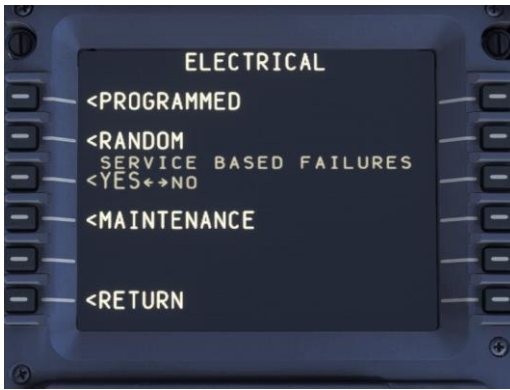 ELECTRICAL
<PROGRAMMED
<RANDOM
SERVICE BASED FAILURES
<YES←→NO
<MAINTENANCE
<RETURN